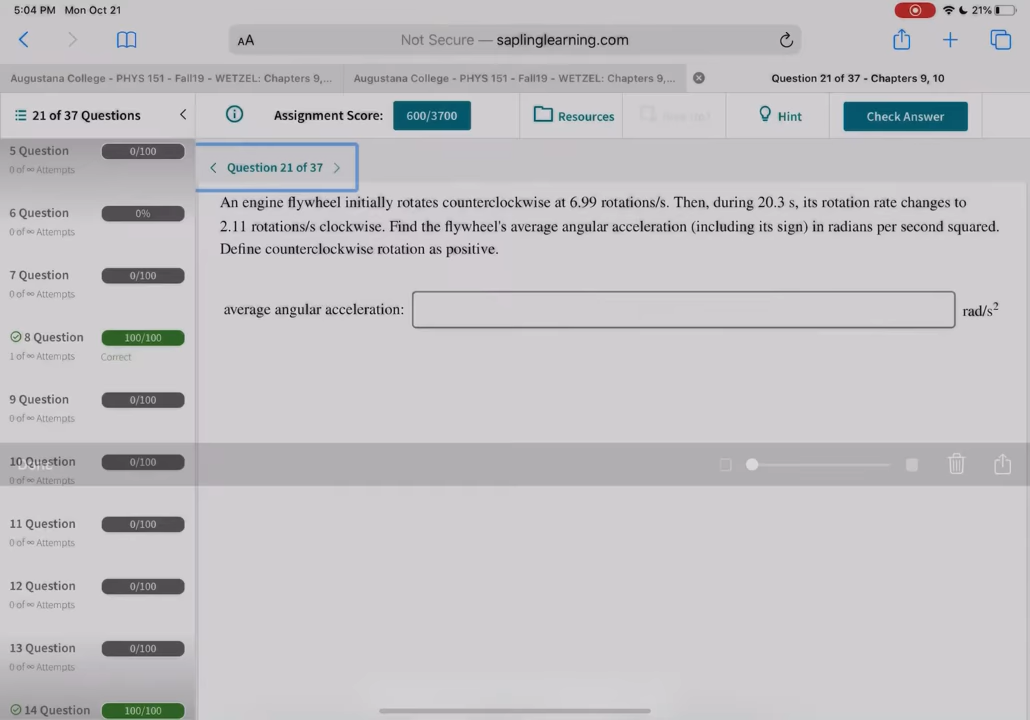 5:04 PM Mon Oct 21
21%
AA
Not Secure — saplinglearning.com
Augustana College - PHYS 151 - Fall19 - WETZEL: Chapters 9,...
Augustana College - PHYS 151 - Fall19 - WETZEL: Chapters 9,...
Question 21 of 37 - Chapters 9, 10
21 of 37 Questions
Assignment Score:
600/3700
Resources
Hint
Check Answer
5 Question
0/100
0 of ∞ Attempts
6 Question
0%
0 of ∞ Attempts
7 Question
0/100
0 of ∞ Attempts
8 Question
100/100
1 of ∞ Attempts
Correct
9 Question
0/100
0 of ∞ Attempts
10 Question
0/100
0 of ∞ Attempts
11 Question
0/100
0 of ∞ Attempts
12 Question
0/100
0 of ∞ Attempts
13 Question
0/100
0 of ∞ Attempts
14 Question
100/100
Question 21 of 37
An engine flywheel initially rotates counterclockwise at 6.99 rotations/s. Then, during 20.3 s, its rotation rate changes to
2.11 rotations/s clockwise. Find the flywheel's average angular acceleration (including its sign) in radians per second squared.
Define counterclockwise rotation as positive.
average angular acceleration:
rad/s²